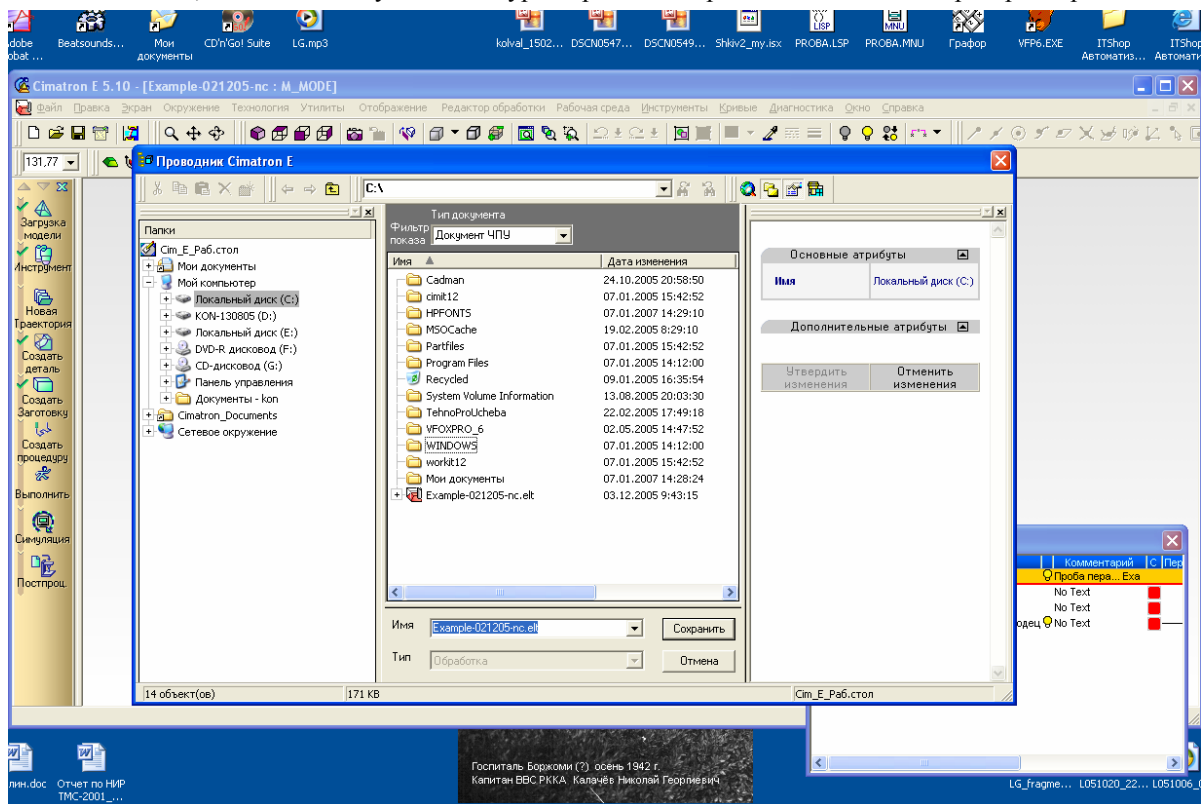 Adobe
obat ...
Beatsounds...
Мои
документы
CD'n'Go! Suite
LG.mp3
kolval_1502...
DSCN0547...
DSCN0549...
Shkiv2_my.isx
PROBA.LSP
PROBA.MNU
Графор
VFP6.EXE
ITShop
Автоматиз...
ITShop
Автомати
Cimatron E 5.10 - [Example-021205-nc : M_MODE]
Файл Правка Экран Окружение Технология Утилиты Отображение Редактор обработки Рабочая среда Инструменты Кривые Диагностика Окно Справка
131,77
Загрузка
модели
Инструмент
Новая
Траектория
Создать
деталь
Создать
Заготовку
Создать
процедуру
Выполнить
Симуляция
Постпроц.
Проводник Cimatron E
C:\
Папки
Cim_E_Раб.стол
Мои документы
Мой компьютер
Локальный диск (C:)
KON-130805 (D:)
Локальный диск (E:)
DVD-R дисковод (F:)
CD-дисковод (G:)
Панель управления
Документы - kon
Cimatron_Documents
Сетевое окружение
Тип документа
Фильтр
показа
Документ ЧПУ
Имя Дата изменения
Cadman 24.10.2005 20:58:50
cimit12 07.01.2005 15:42:52
HPFONTS 07.01.2007 14:29:10
MSOCache 19.02.2005 8:29:10
Partfiles 07.01.2005 15:42:52
Program Files 07.01.2005 14:12:00
Recycled 09.01.2005 16:35:54
System Volume Information 13.08.2005 20:03:30
TehnoProUcheba 22.02.2005 17:49:18
VFOXPRO_6 02.05.2005 14:47:52
WINDOWS 07.01.2005 14:12:00
workit12 07.01.2005 15:42:52
Мои документы 07.01.2007 14:28:24
Example-021205-nc.elt 03.12.2005 9:43:15
Имя Example-021205-nc.elt Сохранить
Тип Обработка Отмена
Основные атрибуты
Имя Локальный диск (C:)
Дополнительные атрибуты
Утвердить
изменения
Отменить
изменения
14 объект(ов) 171 KB Cim_E_Раб.стол
Комментарий С Пер
Проба пера... Exa
No Text
No Text
одец No Text
лин.doc
Отчет по НИР
ТМС-2001_...
Госпиталь Боржоми (?) осень 1942 г.
Капитан ВВС РККА Калачёв Николай Георгиевич
LG_fragme...
L051020_22...
L051006_0